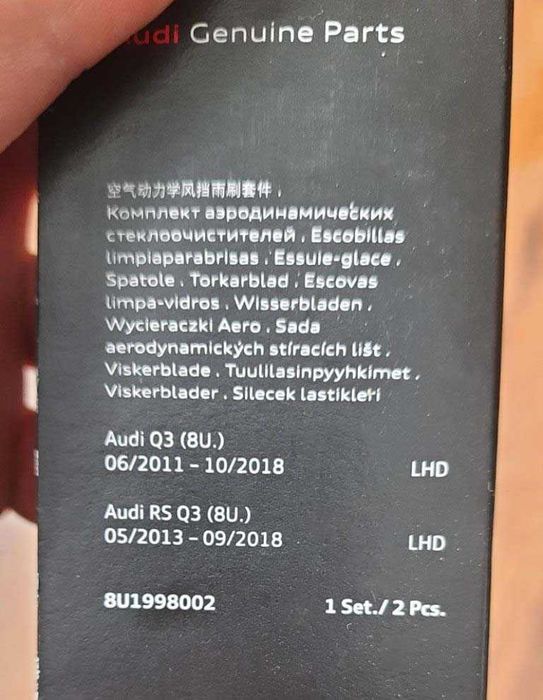 Audi Genuine Parts
空气动力学风挡雨刷套件 .
Комплект аэродинамических
стеклоочистителей . Escobillas
limpiaparabrisas . Essuie-glace .
Spatole . Torkarblad . Escovas
limpa-vidros . Wisserbladen .
Wycieraczki Aero . Sada
aerodynamických stíracích lišt .
Viskerblade . Tuulilasinpyyhkimet .
Viskerblader . Silecek lastikleri
Audi Q3 (8U.)
06/2011 – 10/2018 LHD
Audi RS Q3 (8U.)
05/2013 – 09/2018 LHD
8U1998002 1 Set./ 2 Pcs.